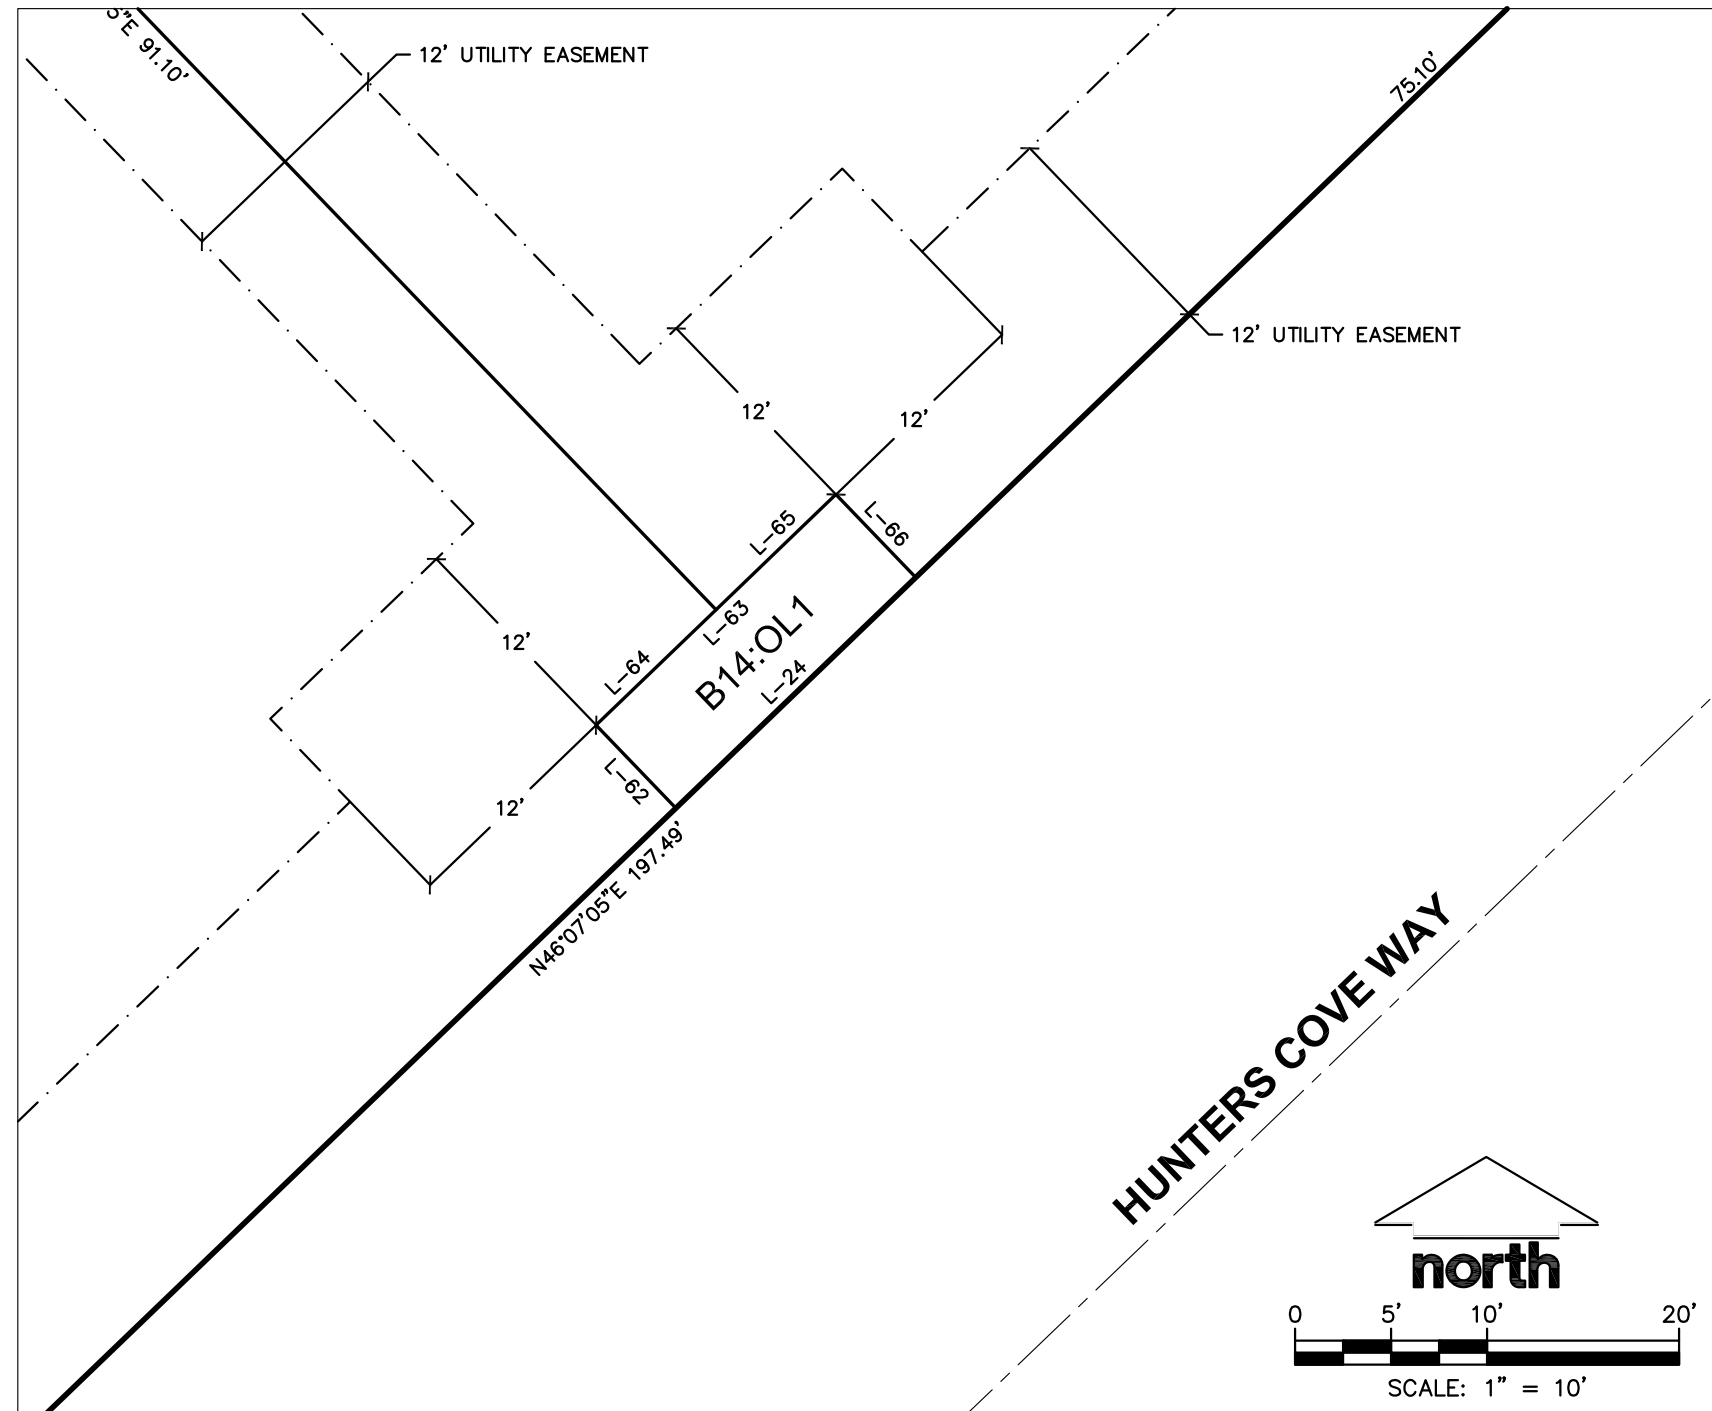 5"E 91.10'
12' UTILITY EASEMENT
75.10'
12' UTILITY EASEMENT
12'
12'
L-66
L-65
L-63
B14:OL1
L-24
L-64
12'
L-62
12'
N46°07'05"E 197.49'
HUNTERS COVE WAY
north
0 5' 10' 20'
SCALE: 1" = 10'